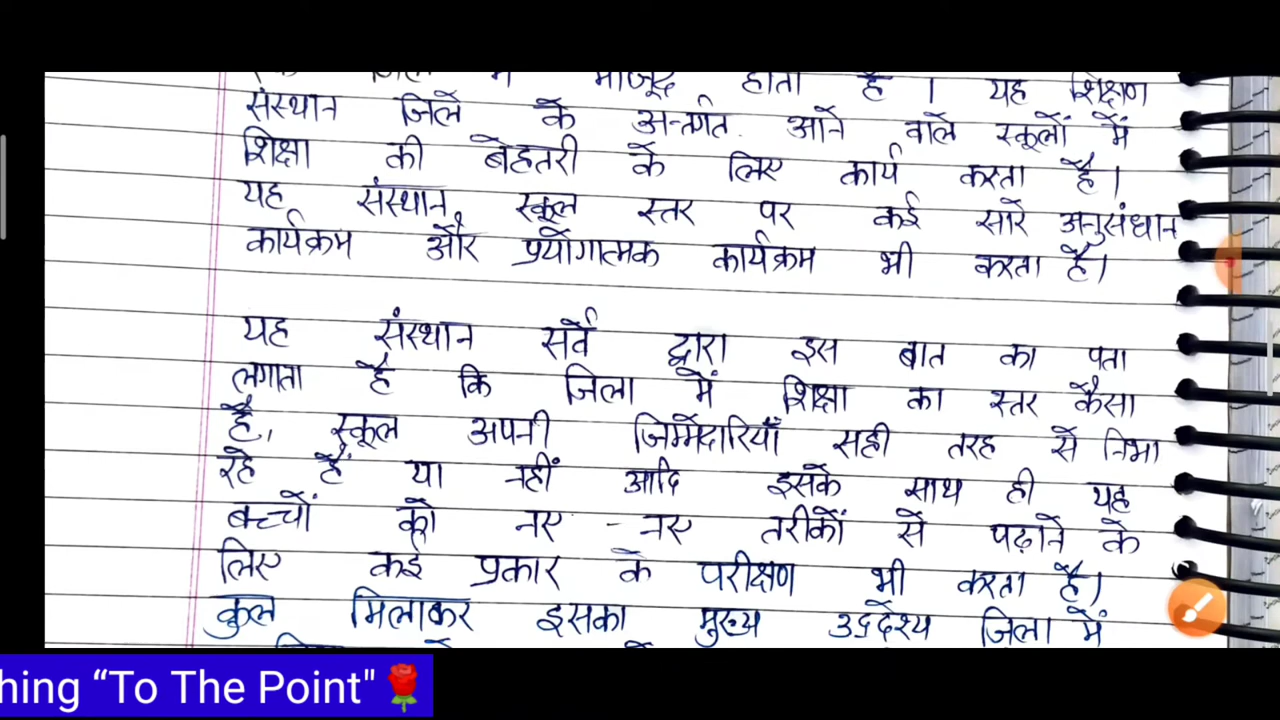 में मौजूद होता है । यह शिक्षण
संस्थान जिले के अन्तर्गत आने वाले स्कूलों में
शिक्षा की बेहतरी के लिए कार्य करता है।
यह संस्थान स्कूल स्तर पर कई सारे अनुसंधान
कार्यक्रम और प्रयोगात्मक कार्यक्रम भी करता है।
यह संस्थान सर्वे द्वारा इस बात का पता
लगाता है कि जिला में शिक्षा का स्तर कैसा
है, स्कूल अपनी जिम्मेदारियाँ सही तरह से निभा
रहे हैं या नहीं आदि इसके साथ ही यह
बच्चों को नए - नए तरीकों से पढ़ाने के
लिए कई प्रकार के परीक्षण भी करता है।
कुल मिलाकर इसका मुख्य उद्देश्य जिला में
hing “To The Point"🌹